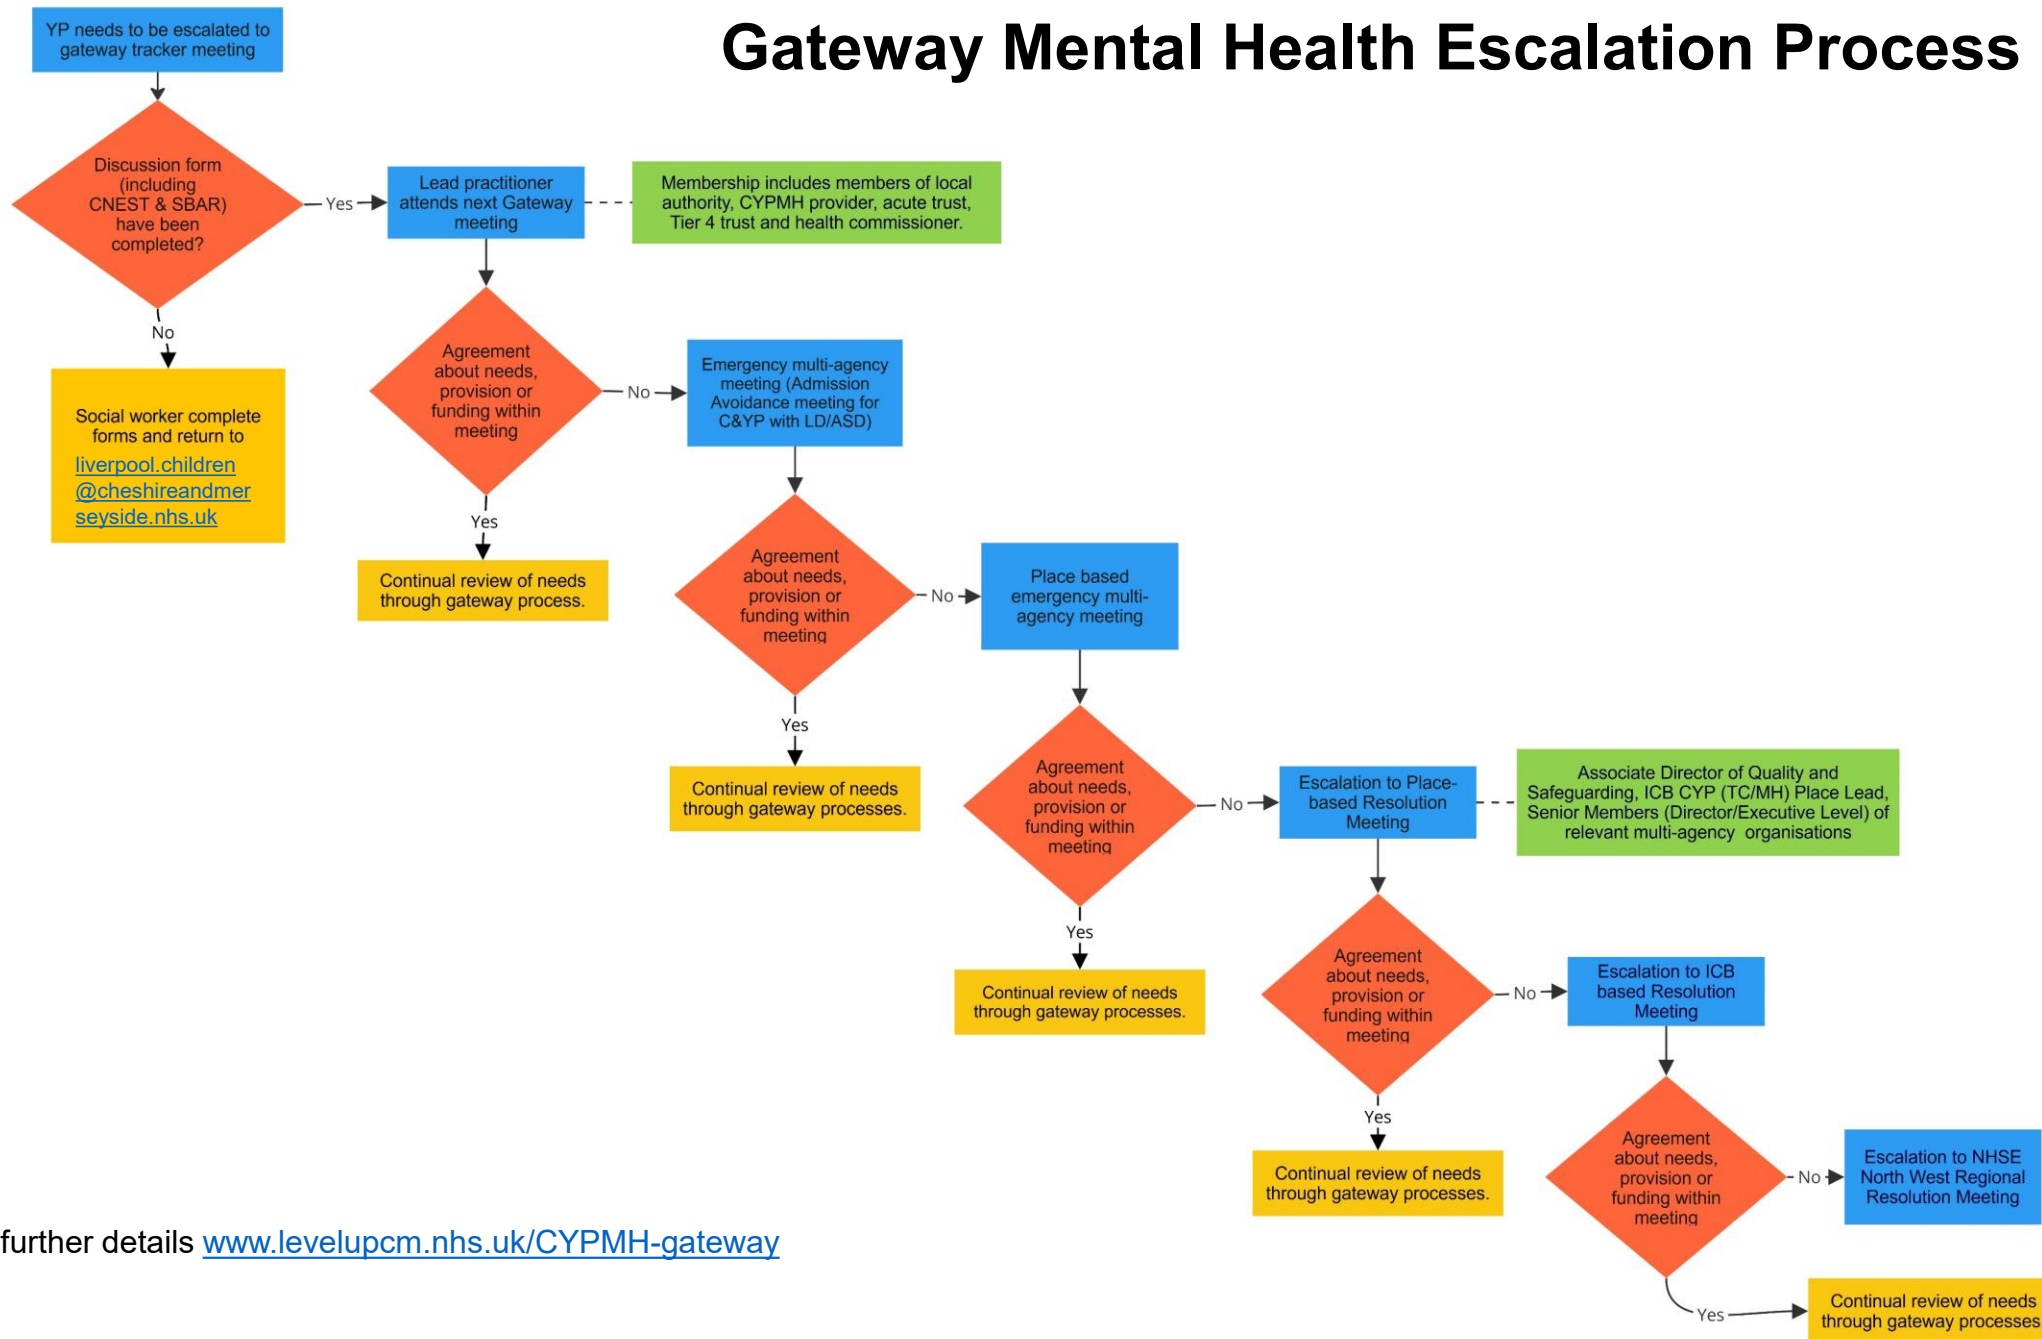 Gateway Mental Health Escalation Process
YP needs to be escalated to
gateway tracker meeting
Discussion form
(including
CNEST & SBAR)
have been
completed?
Yes
Lead practitioner
attends next Gateway
meeting
Membership includes members of local
authority, CYPMH provider, acute trust,
Tier 4 trust and health commissioner.
No
Social worker complete
forms and return to
liverpool.children
@cheshireandmer
seyside.nhs.uk
Agreement
about needs,
provision or
funding within
meeting
No
Emergency multi-agency
meeting (Admission
Avoidance meeting for
C&YP with LD/ASD)
Yes
Continual review of needs
through gateway process.
Agreement
about needs,
provision or
funding within
meeting
No
Place based
emergency multi-
agency meeting
Yes
Continual review of needs
through gateway processes.
Agreement
about needs,
provision or
funding within
meeting
No
Escalation to Place-
based Resolution
Meeting
Associate Director of Quality and
Safeguarding, ICB CYP (TC/MH) Place Lead,
Senior Members (Director/Executive Level) of
relevant multi-agency organisations
Yes
Continual review of needs
through gateway processes.
Agreement
about needs,
provision or
funding within
meeting
No
Escalation to ICB
based Resolution
Meeting
Yes
Continual review of needs
through gateway processes.
Agreement
about needs,
provision or
funding within
meeting
No
Escalation to NHSE
North West Regional
Resolution Meeting
Yes
Continual review of needs
through gateway processes
further details www.levelupcm.nhs.uk/CYPMH-gateway